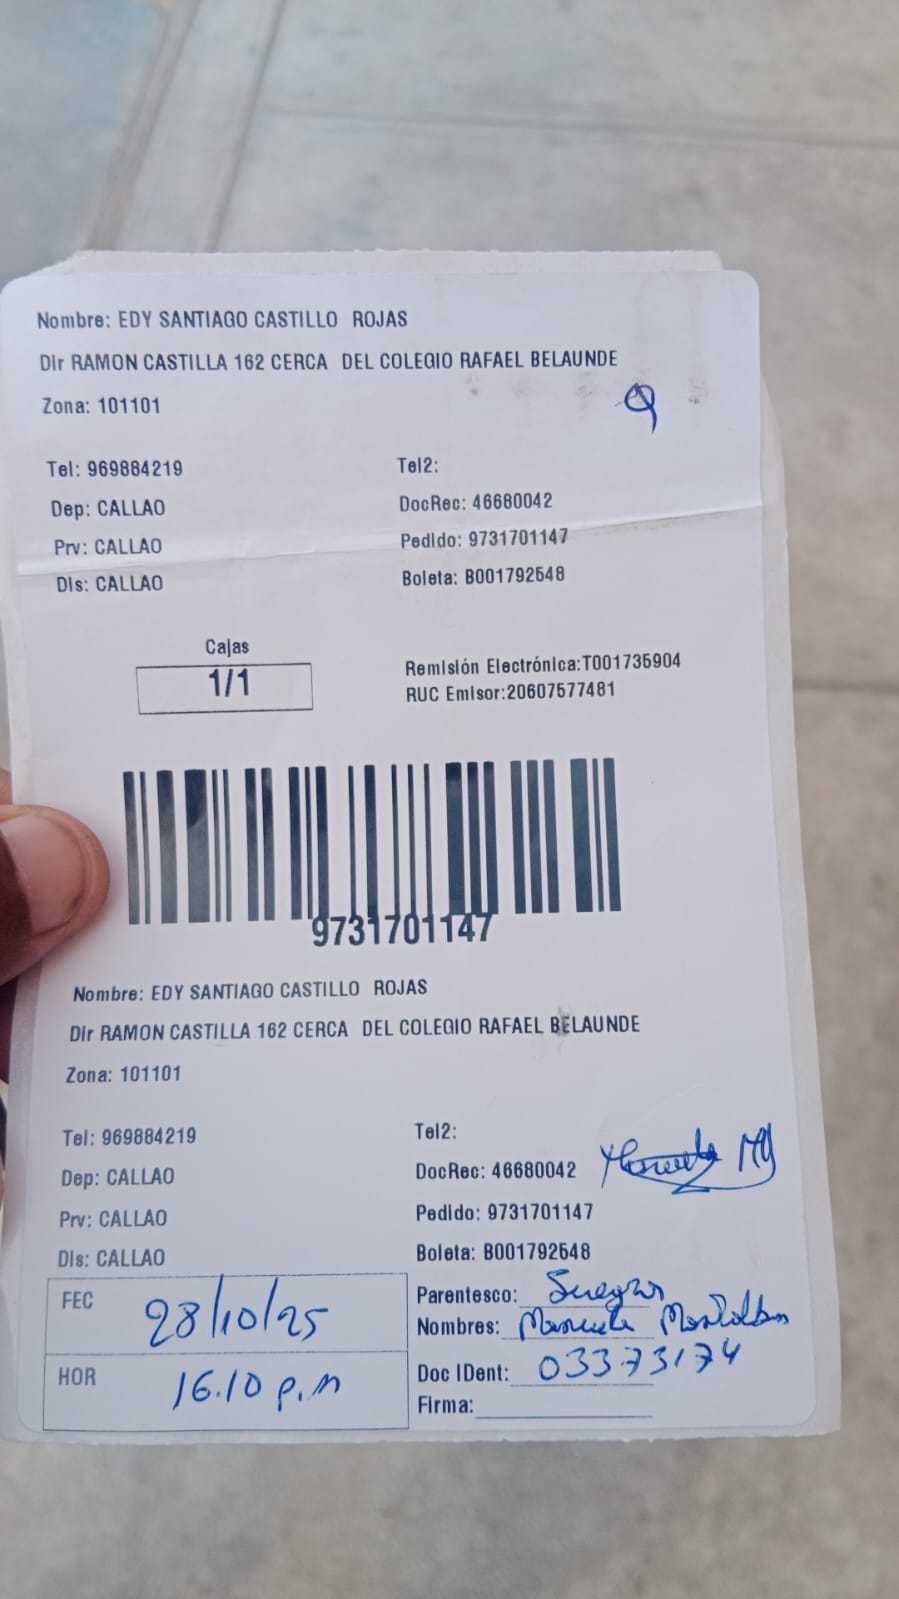 Nombre: EDY SANTIAGO CASTILLO ROJAS
Dir RAMON CASTILLA 162 CERCA DEL COLEGIO RAFAEL BELAUNDE
Zona: 101101
Tel: 969884219 Tel2:
Dep: CALLAO DocRec: 46680042
Prv: CALLAO Pedido: 9731701147
Dis: CALLAO Boleta: B001792548
Cajas
1/1
Remisión Electrónica:T001735904
RUC Emisor:20607577481
9731701147
Nombre: EDY SANTIAGO CASTILLO ROJAS
Dir RAMON CASTILLA 162 CERCA DEL COLEGIO RAFAEL BELAUNDE
Zona: 101101
Tel: 969884219 Tel2:
Dep: CALLAO DocRec: 46680042
Prv: CALLAO Pedido: 9731701147
Dis: CALLAO Boleta: B001792548
FEC 28/10/25
HOR 16.10 p.m
Parentesco: Suegra
Nombres: Manuela
Doc IDent: 03373174
Firma: